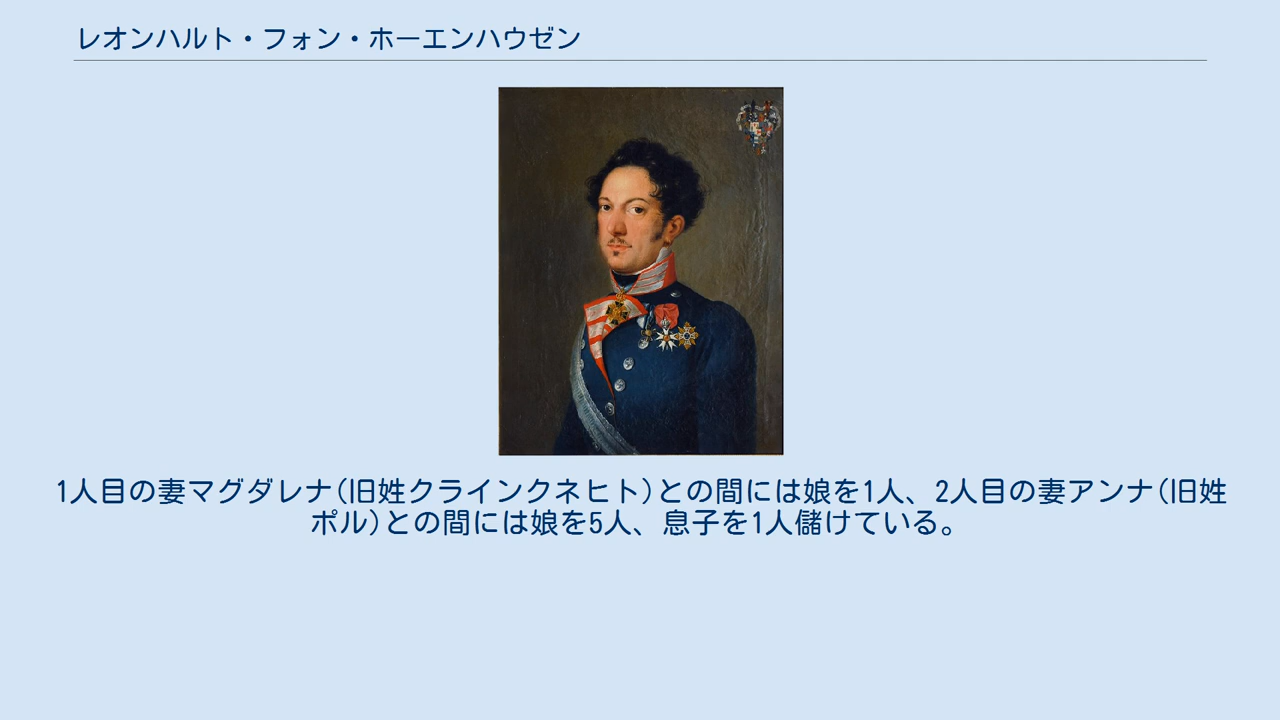 レオンハルト・フォン・ホーエンハウゼン
1人目の妻マグダレナ(旧姓クラインクネヒト)との間には娘を1人、2人目の妻アンナ(旧姓
ポル)との間には娘を5人、息子を1人儲けている。